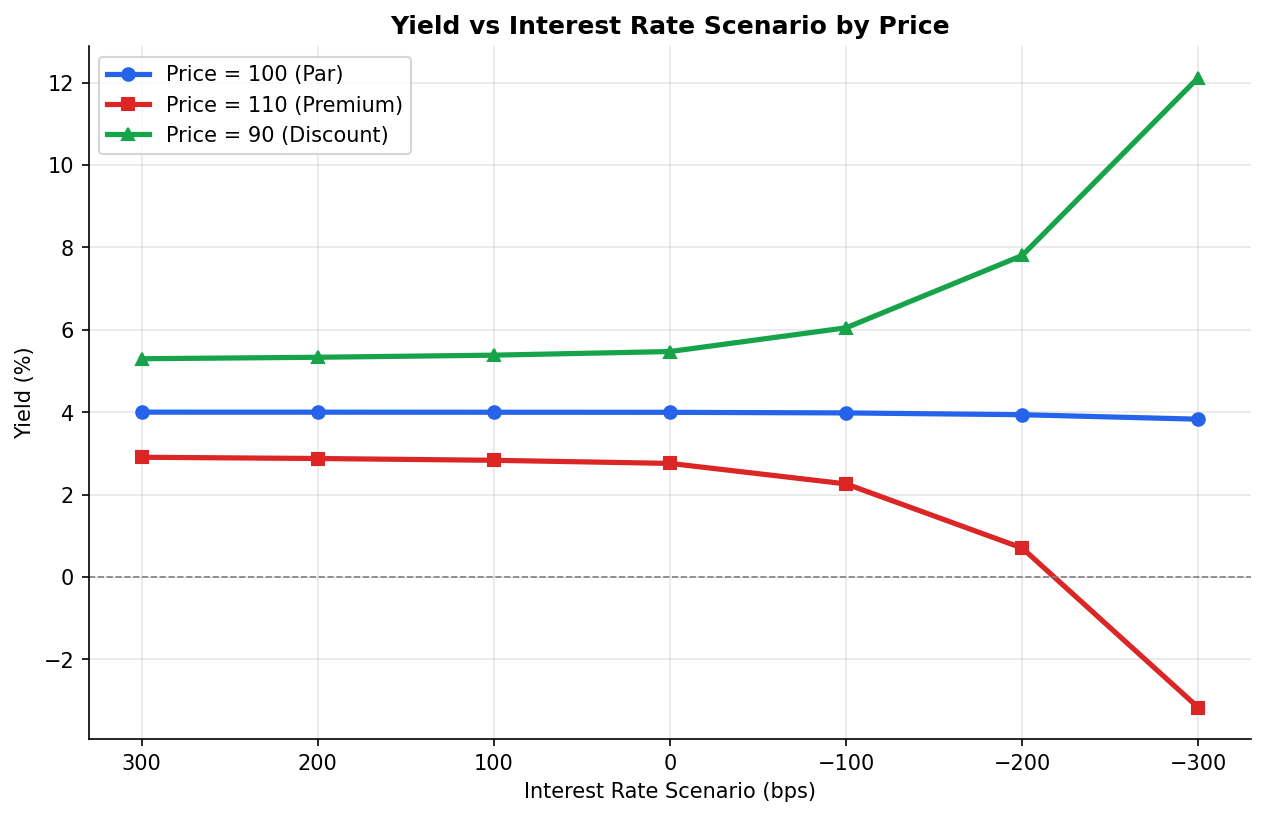 Yield vs Interest Rate Scenario by Price
Price = 100 (Par)
Price = 110 (Premium)
Price = 90 (Discount)
12
10
8
6
4
2
0
−2
Yield (%)
300
200
100
0
−100
−200
−300
Interest Rate Scenario (bps)